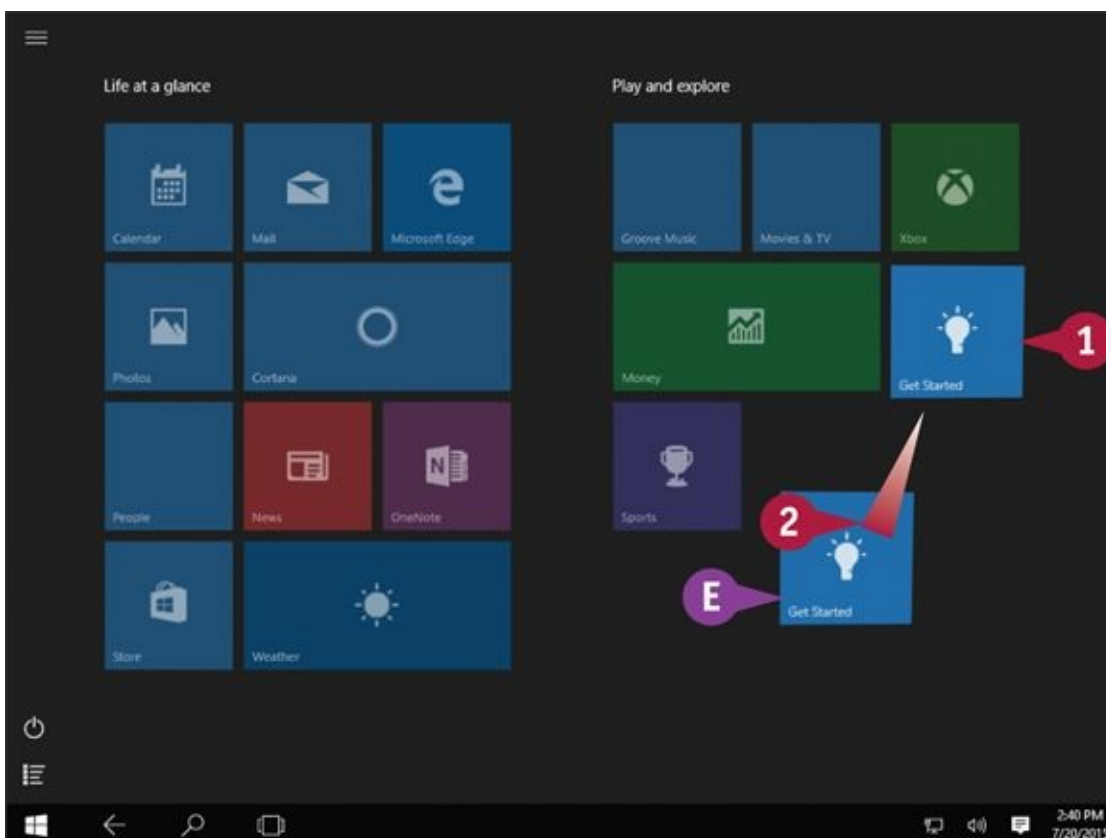 Life at a glance
Play and explore
Calendar
Mail
Microsoft Edge
Groove Music
Movies & TV
Xbox
Photos
Cortana
Money
Get Started
1
People
News
OneNote
Sports
2
E
Get Started
Store
Weather
2:40 PM